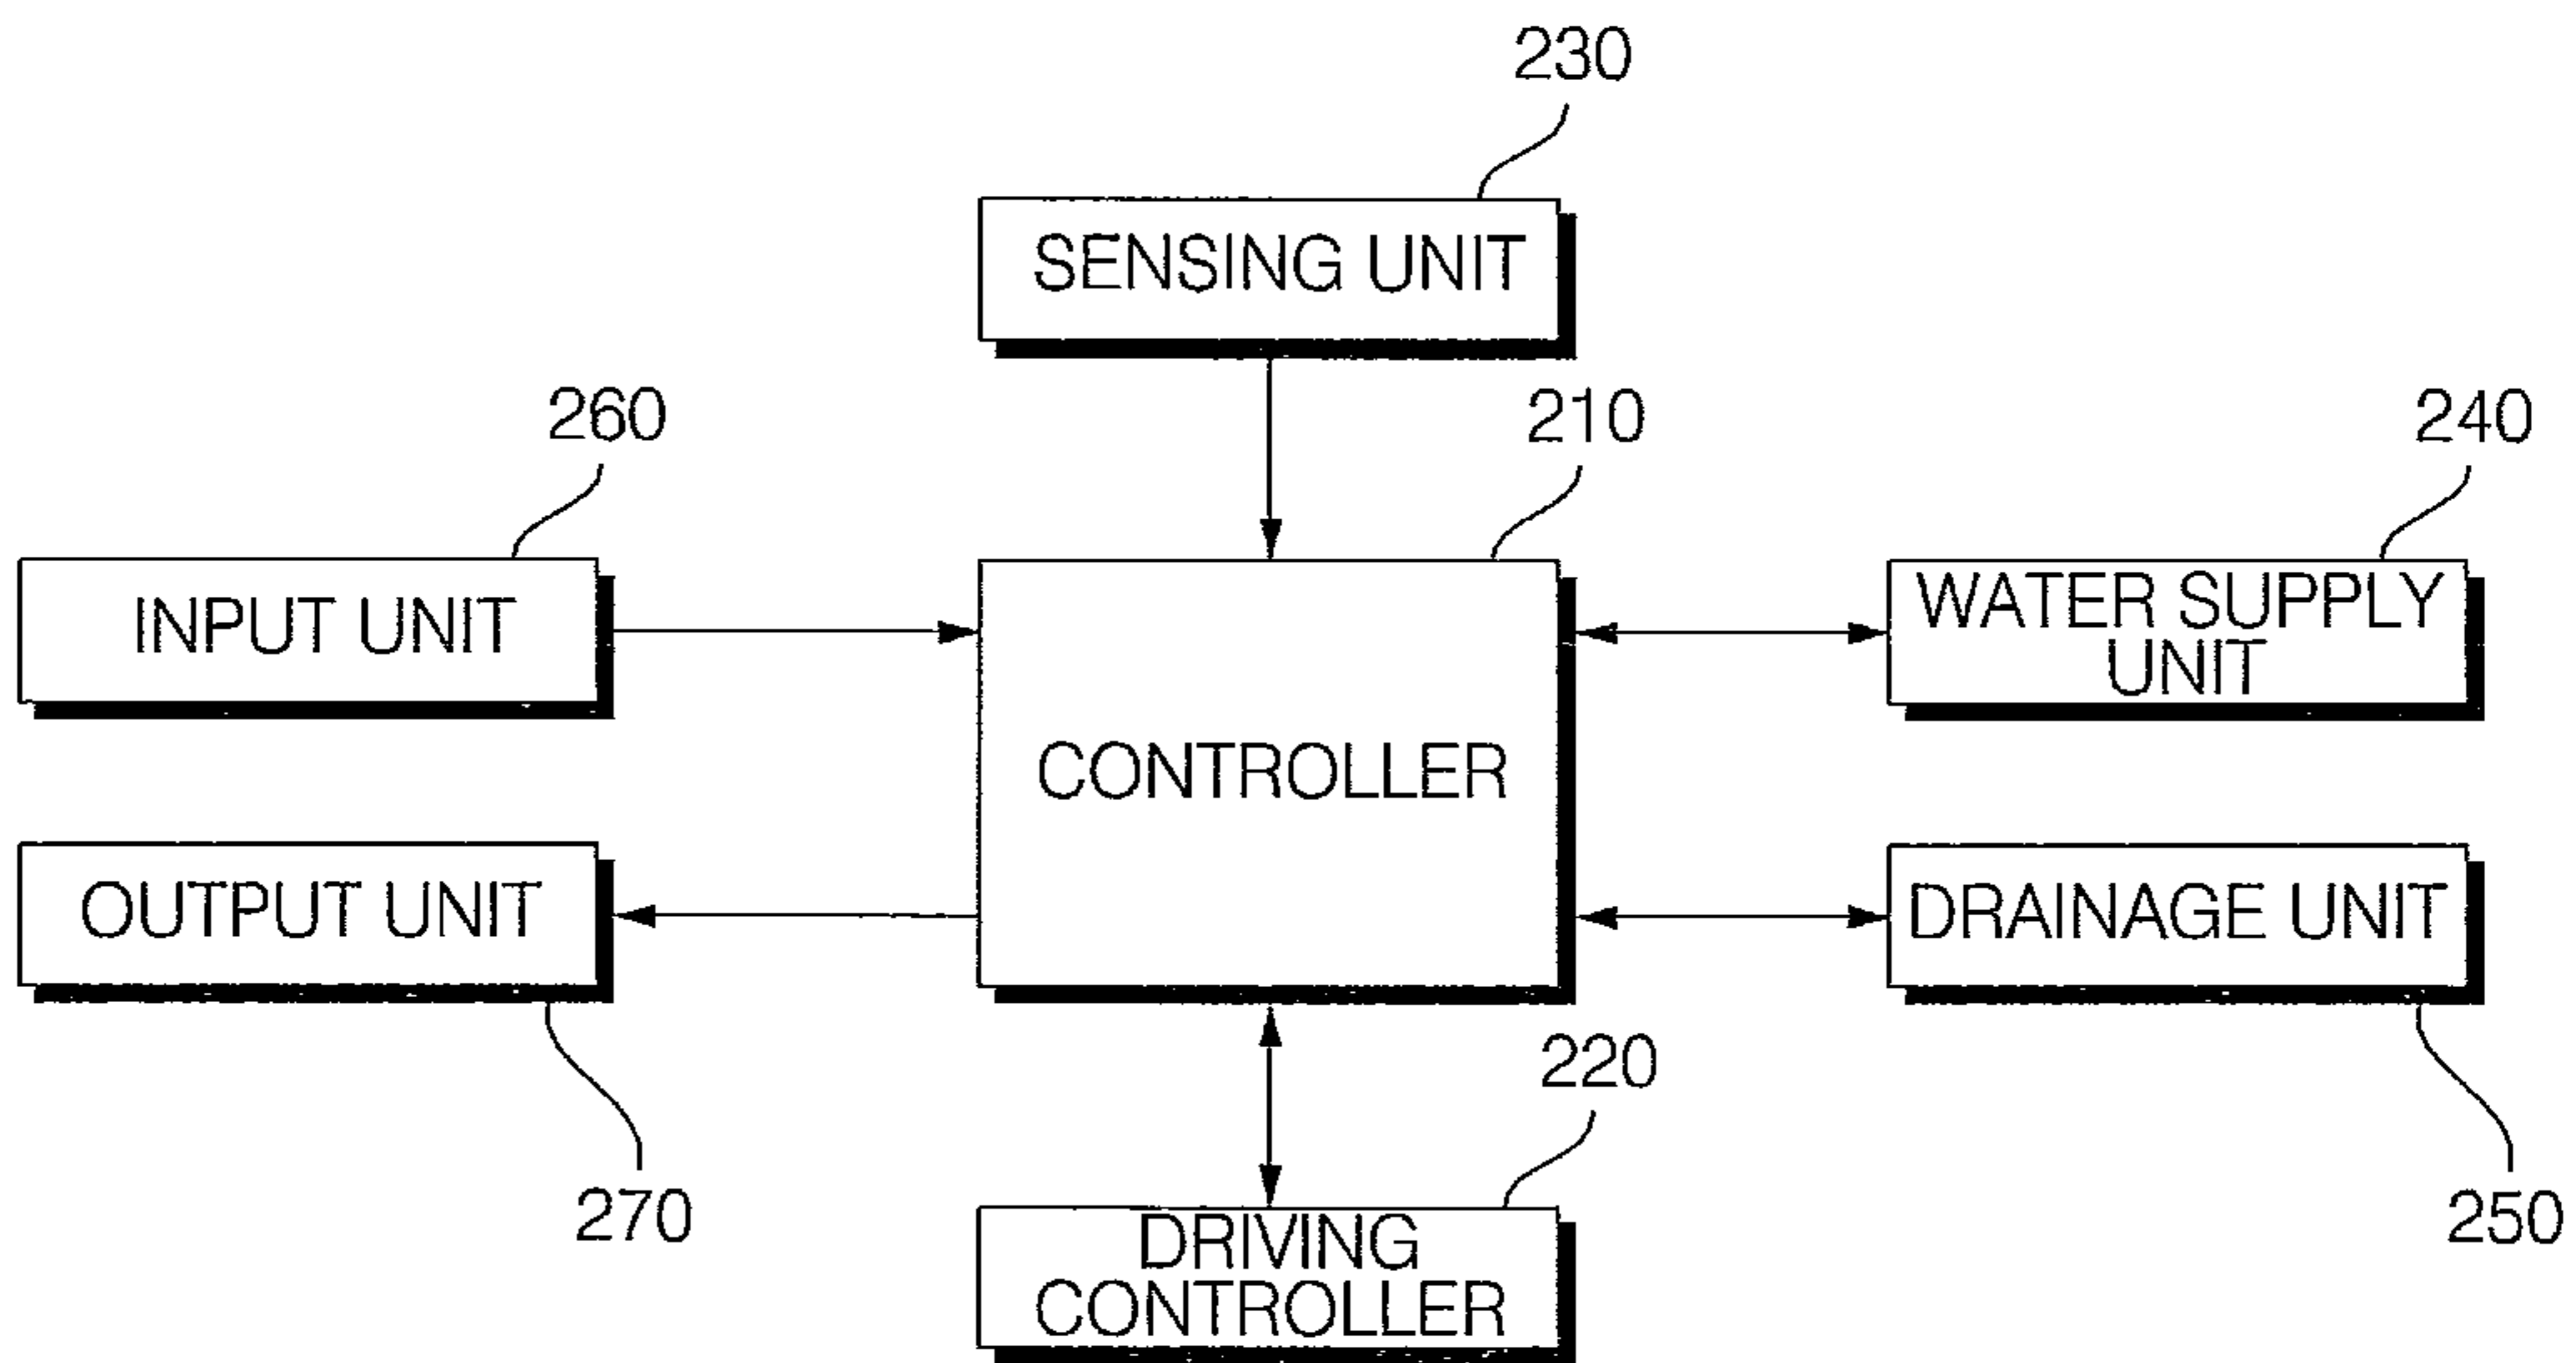 230
SENSING UNIT
260
210
240
INPUT UNIT
WATER SUPPLY
UNIT
CONTROLLER
OUTPUT UNIT
DRAINAGE UNIT
220
270
250
DRIVING
CONTROLLER